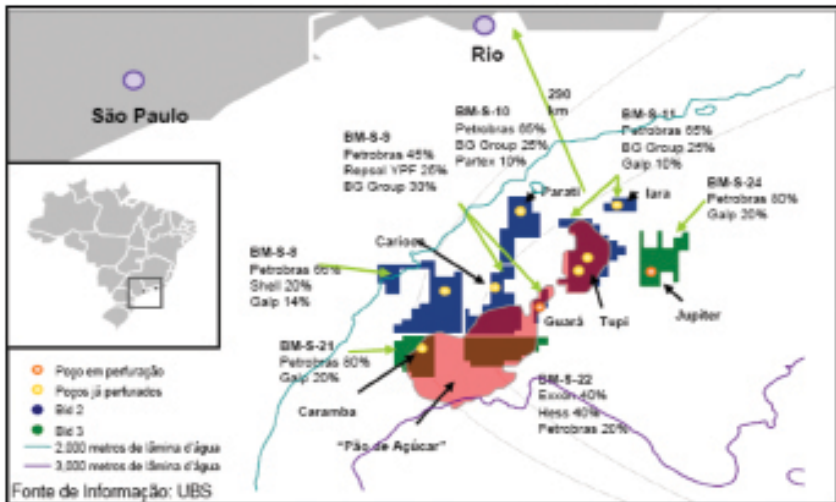 Rio
São Paulo
290
km
BM-S-10
Petrobras 65%
BG Group 25%
Partex 10%
BM-S-11
Petrobras 65%
BG Group 25%
Galp 10%
BM-S-9
Petrobras 45%
Repsol YPF 25%
BG Group 30%
BM-S-24
Petrobras 80%
Galp 20%
Parati
Iara
Carioca
BM-S-8
Petrobras 66%
Shell 20%
Galp 14%
Guará
Tupi
Jupiter
BM-S-21
Petrobras 80%
Galp 20%
Caramba
BM-S-22
Exxon 40%
Hess 40%
Petrobras 20%
"Pão de Açúcar"
Poço em perfuração
Poços já perfurados
Bid 2
Bid 3
2,000 metros de lâmina d'água
3,000 metros de lâmina d'água
Fonte de Informação: UBS